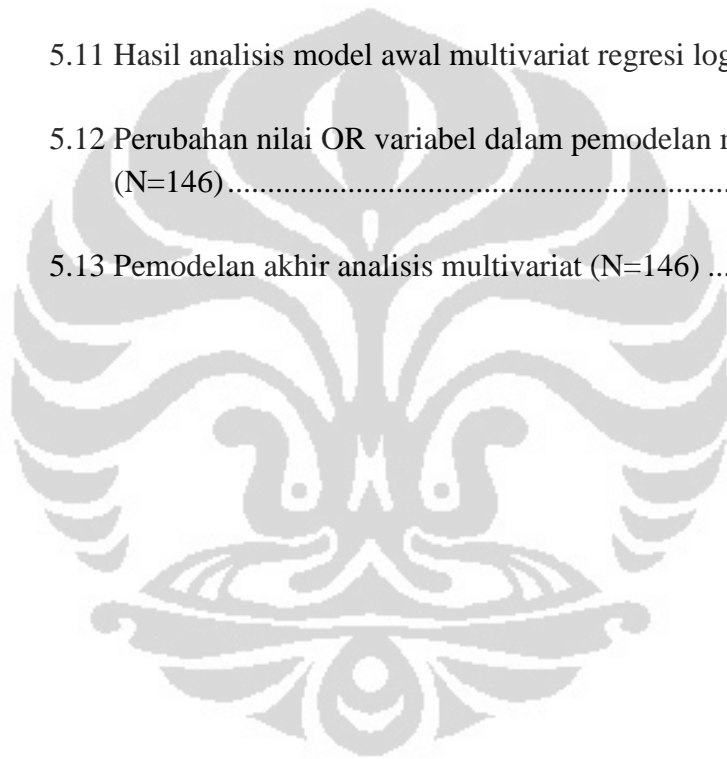 5.11 Hasil analisis model awal multivariat regresi log
5.12 Perubahan nilai OR variabel dalam pemodelan
(N=146)..............................................................
5.13 Pemodelan akhir analisis multivariat (N=146) ...